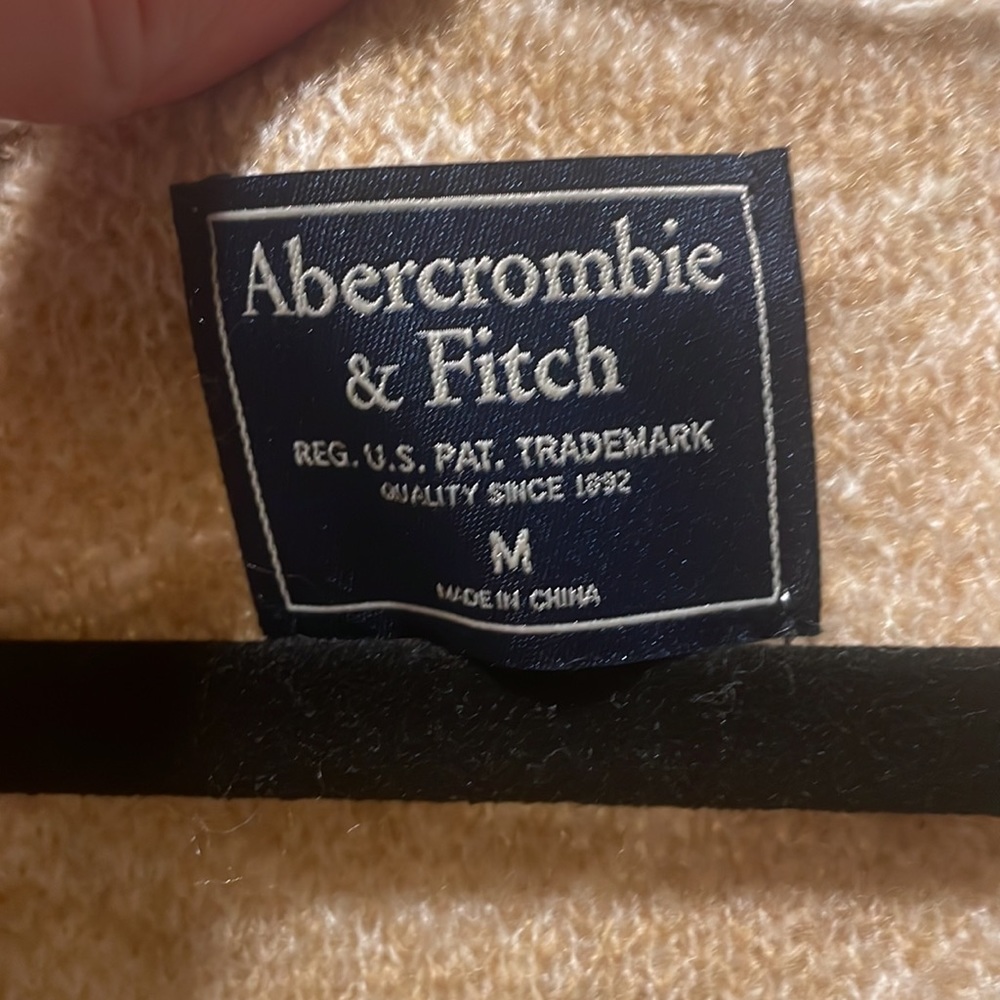 Abercrombie
& Fitch
REG. U.S. PAT. TRADEMARK
QUALITY SINCE 1892
M
MADE IN CHINA